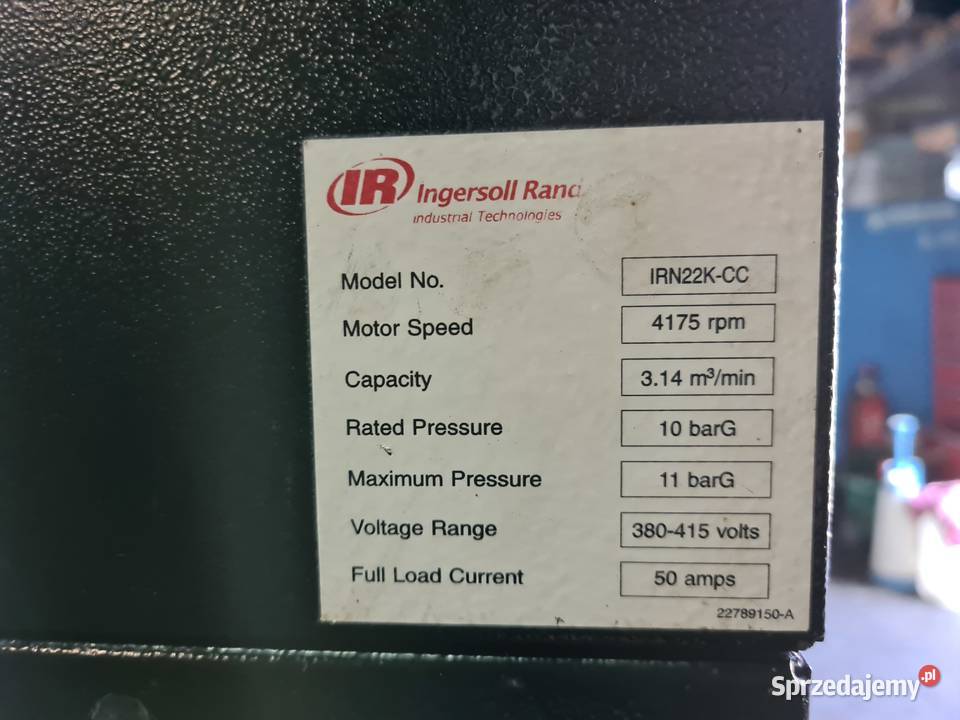 IR Ingersoll Rand
Industrial Technologies
Model No. IRN22K-CC
Motor Speed 4175 rpm
Capacity 3.14 m³/min
Rated Pressure 10 barG
Maximum Pressure 11 barG
Voltage Range 380-415 volts
Full Load Current 50 amps
22789150-A
Sprzedajemy.pl